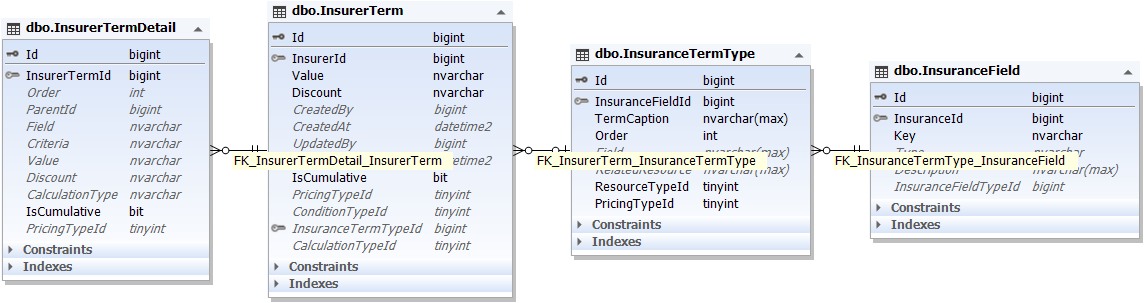 dbo.InsurerTermDetail
Id bigint
InsurerTermId bigint
Order int
ParentId bigint
Field nvarchar
Criteria nvarchar
Value nvarchar
Discount nvarchar
CalculationType nvarchar
IsCumulative bit
PricingTypeId tinyint
Constraints
Indexes
FK_InsurerTermDetail_InsurerTerm
dbo.InsurerTerm
Id bigint
InsurerId bigint
Value nvarchar
Discount nvarchar
CreatedBy bigint
CreatedAt datetime2
UpdatedBy bigint
IsCumulative bit
PricingTypeId tinyint
ConditionTypeId tinyint
InsuranceTermTypeId bigint
CalculationTypeId tinyint
Constraints
Indexes
FK_InsurerTerm_InsuranceTermType
dbo.InsuranceTermType
Id bigint
InsuranceFieldId bigint
TermCaption nvarchar(max)
Order int
Field nvarchar(max)
RelatedResource nvarchar(max)
ResourceTypeId tinyint
PricingTypeId tinyint
Constraints
Indexes
FK_InsuranceTermType_InsuranceField
dbo.InsuranceField
Id bigint
InsuranceId bigint
Key nvarchar
Type nvarchar
Description nvarchar(max)
InsuranceFieldTypeId bigint
Constraints
Indexes